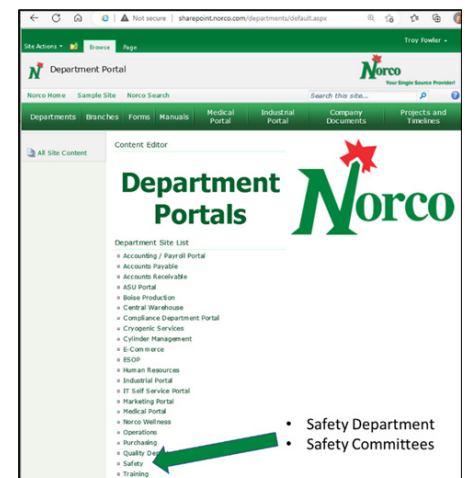 Not secure | sharepoint.norco.com/departments/default.aspx
Troy Fowler
Site Actions Browse Page
Department Portal
Norco
Your Single Source Provider!
Norco Home Sample Site Norco Search Search this site...
Departments Branches Forms Manuals Medical Portal Industrial Portal Company Documents Projects and Timelines
All Site Content
Content Editor
Department
Portals
Norco
Department Site List
Accounting / Payroll Portal
Accounts Payable
Accounts Receivable
ASU Portal
Boise Production
Central Warehouse
Compliance Department Portal
Cryogenic Services
Cylinder Management
E-Commerce
ESOP
Human Resources
Industrial Portal
IT Self Service Portal
Marketing Portal
Medical Portal
Norco Wellness
Operations
Purchasing
Quality
Safety
Training
• Safety Department
• Safety Committees